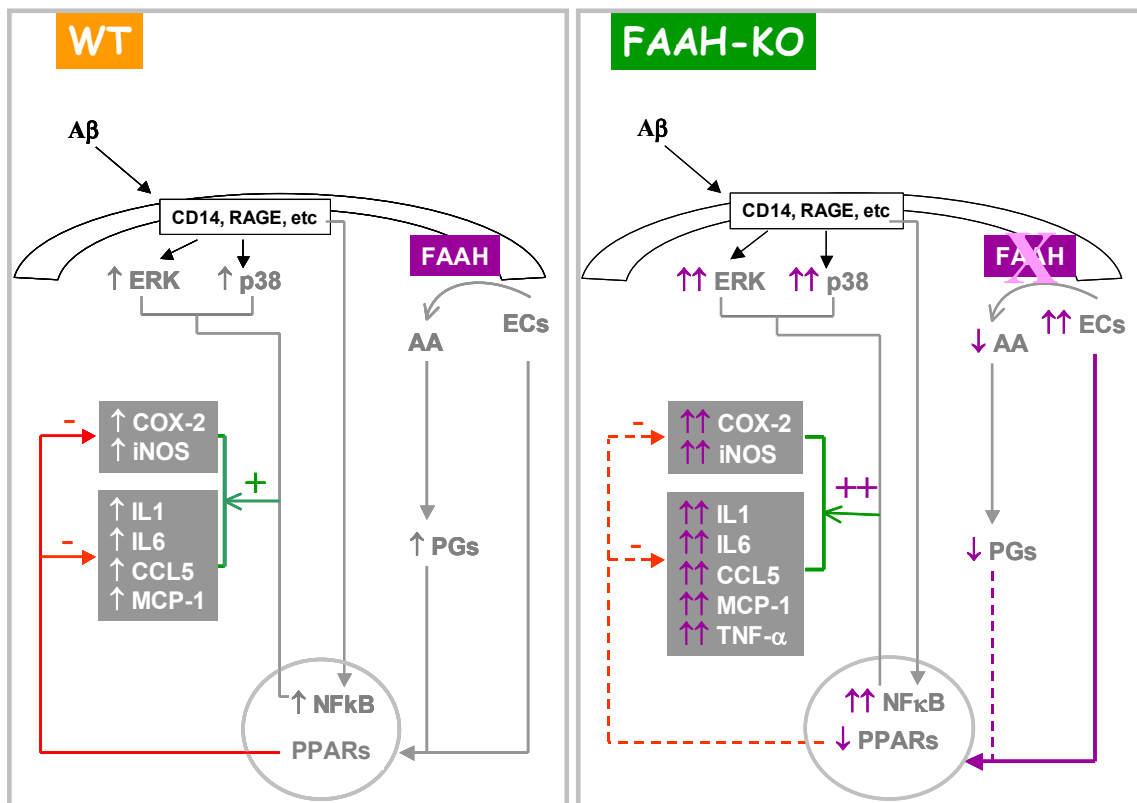 WT
Aβ
CD14, RAGE, etc
FAAH
↑ ERK
↑ p38
ECs
AA
-
↑ COX-2
↑ iNOS
+
-
↑ IL1
↑ IL6
↑ CCL5
↑ MCP-1
↑ PGs
↑ NFkB
PPARs
FAAH-KO
Aβ
CD14, RAGE, etc
FAAH
X
↑↑ ERK
↑↑ p38
↑↑ ECs
↓ AA
-
↑↑ COX-2
↑↑ iNOS
++
-
↑↑ IL1
↑↑ IL6
↑↑ CCL5
↑↑ MCP-1
↑↑ TNF-α
↓ PGs
↑↑ NFκB
↓ PPARs